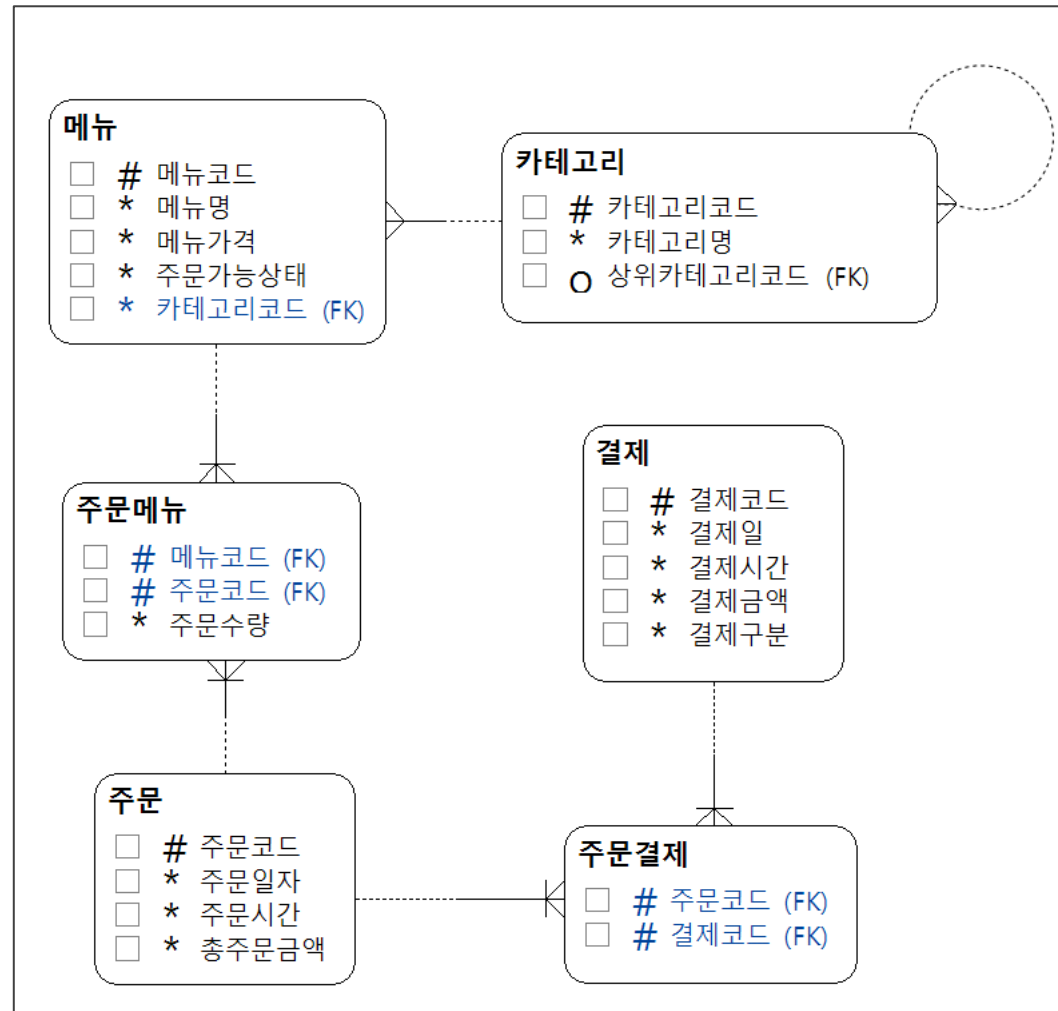 메뉴
# 메뉴코드
* 메뉴명
* 메뉴가격
* 주문가능상태
* 카테고리코드 (FK)
카테고리
# 카테고리코드
* 카테고리명
o 상위카테고리코드 (FK)
주문메뉴
# 메뉴코드 (FK)
# 주문코드 (FK)
* 주문수량
결제
# 결제코드
* 결제일
* 결제시간
* 결제금액
* 결제구분
주문
# 주문코드
* 주문일자
* 주문시간
* 총주문금액
주문결제
# 주문코드 (FK)
# 결제코드 (FK)